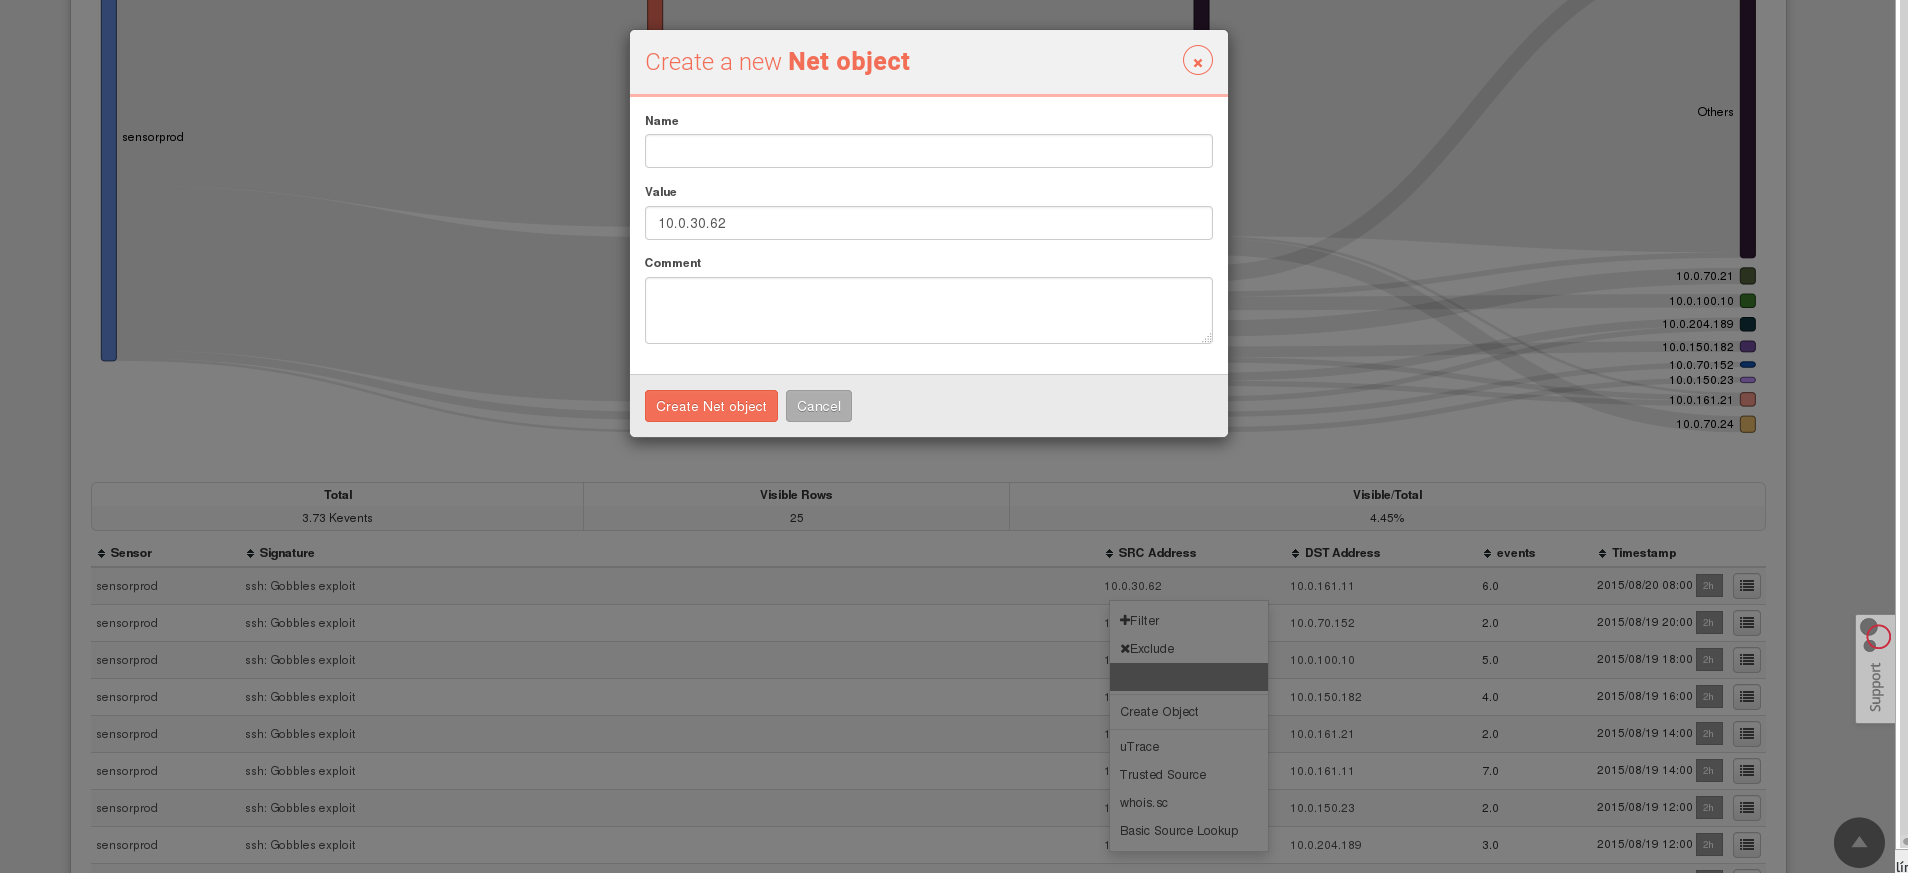 Create a new Net object
Name
Value
10.0.30.62
Comment
Create Net object Cancel
sensorprod
Others
10.0.70.21
10.0.100.10
10.0.204.189
10.0.150.182
10.0.70.152
10.0.150.23
10.0.161.21
10.0.70.24
Total Visible Rows Visible/Total
3.73 Kevents 25 4.45%
Sensor Signature SRC Address DST Address events Timestamp
sensorprod ssh: Gobbles exploit 10.0.30.62 10.0.161.11 6.0 2015/08/20 08:00 2h
sensorprod ssh: Gobbles exploit 1 10.0.70.152 2.0 2015/08/19 20:00 2h
sensorprod ssh: Gobbles exploit 1 10.0.100.10 5.0 2015/08/19 18:00 2h
sensorprod ssh: Gobbles exploit 1 10.0.150.182 4.0 2015/08/19 16:00 2h
sensorprod ssh: Gobbles exploit 1 10.0.161.21 2.0 2015/08/19 14:00 2h
sensorprod ssh: Gobbles exploit 1 10.0.161.11 7.0 2015/08/19 14:00 2h
sensorprod ssh: Gobbles exploit 1 10.0.150.23 2.0 2015/08/19 12:00 2h
sensorprod ssh: Gobbles exploit 1 10.0.204.189 3.0 2015/08/19 12:00 2h
Filter
Exclude
Create Object
uTrace
Trusted Source
whois.sc
Basic Source Lookup
Support